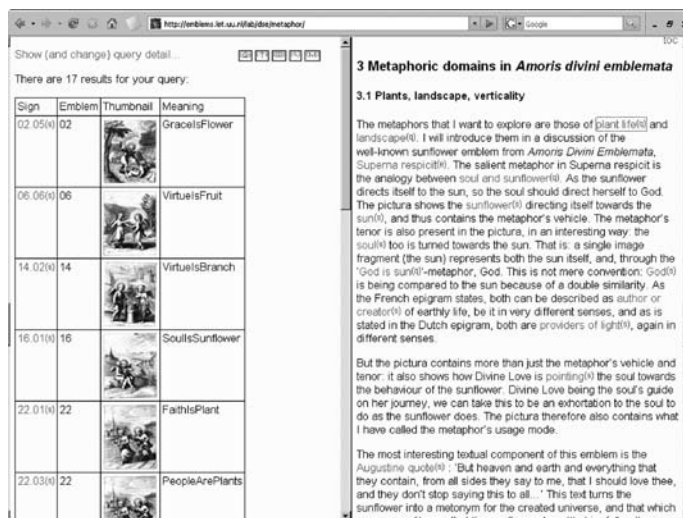 http://emblems.let.uu.nl/lab/dse/metaphor/
Google
Show (and change) query detail...
There are 17 results for your query:
Sign Emblem Thumbnail Meaning
02.05(s) 02 GraceIsFlower
06.06(s) 06 VirtueIsFruit
14.02(s) 14 VirtueIsBranch
16.01(s) 16 SoulIsSunflower
22.01(s) 22 FaithIsPlant
22.03(s) 22 PeopleArePlants
toc
3 Metaphoric domains in Amoris divini emblemata
3.1 Plants, landscape, verticality
The metaphors that I want to explore are those of plant life(s) and
landscape(s). I will introduce them in a discussion of the
well-known sunflower emblem from Amoris Divini Emblemata,
Superna respicit(s). The salient metaphor in Superna respicit is
the analogy between soul and sunflower(s). As the sunflower
directs itself to the sun, so the soul should direct herself to God.
The pictura shows the sunflower(s) directing itself towards the
sun(s), and thus contains the metaphor's vehicle. The metaphor's
tenor is also present in the pictura, in an interesting way: the
soul(s) too is turned towards the sun. That is: a single image
fragment (the sun) represents both the sun itself, and, through the
'God is sun(s)'-metaphor, God. This is not mere convention: God(s)
is being compared to the sun because of a double similarity. As
the French epigram states, both can be described as author or
creator(s) of earthly life, be it in very different senses, and as is
stated in the Dutch epigram, both are providers of light(s), again in
different senses.
But the pictura contains more than just the metaphor's vehicle and
tenor: it also shows how Divine Love is pointing(s) the soul towards
the behaviour of the sunflower. Divine Love being the soul's guide
on her journey, we can take this to be an exhortation to the soul to
do as the sunflower does. The pictura therefore also contains what
I have called the metaphor's usage mode.
The most interesting textual component of this emblem is the
Augustine quote(s) : 'But heaven and earth and everything that
they contain, from all sides they say to me, that I should love thee,
and they don't stop saying this to all...' This text turns the
sunflower into a metonym for the created universe, and that which